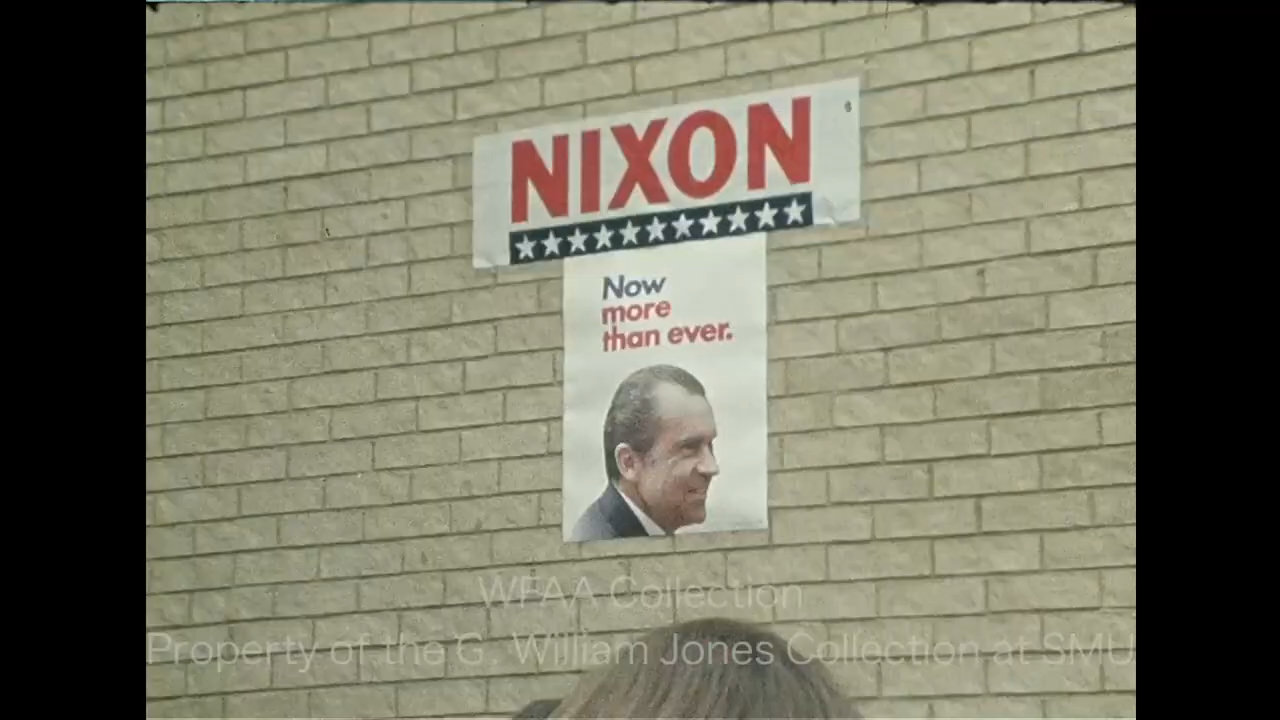 NIXON
Now
more
than ever.
WFAA Collection
Property of the G. William Jones Collection at SMU